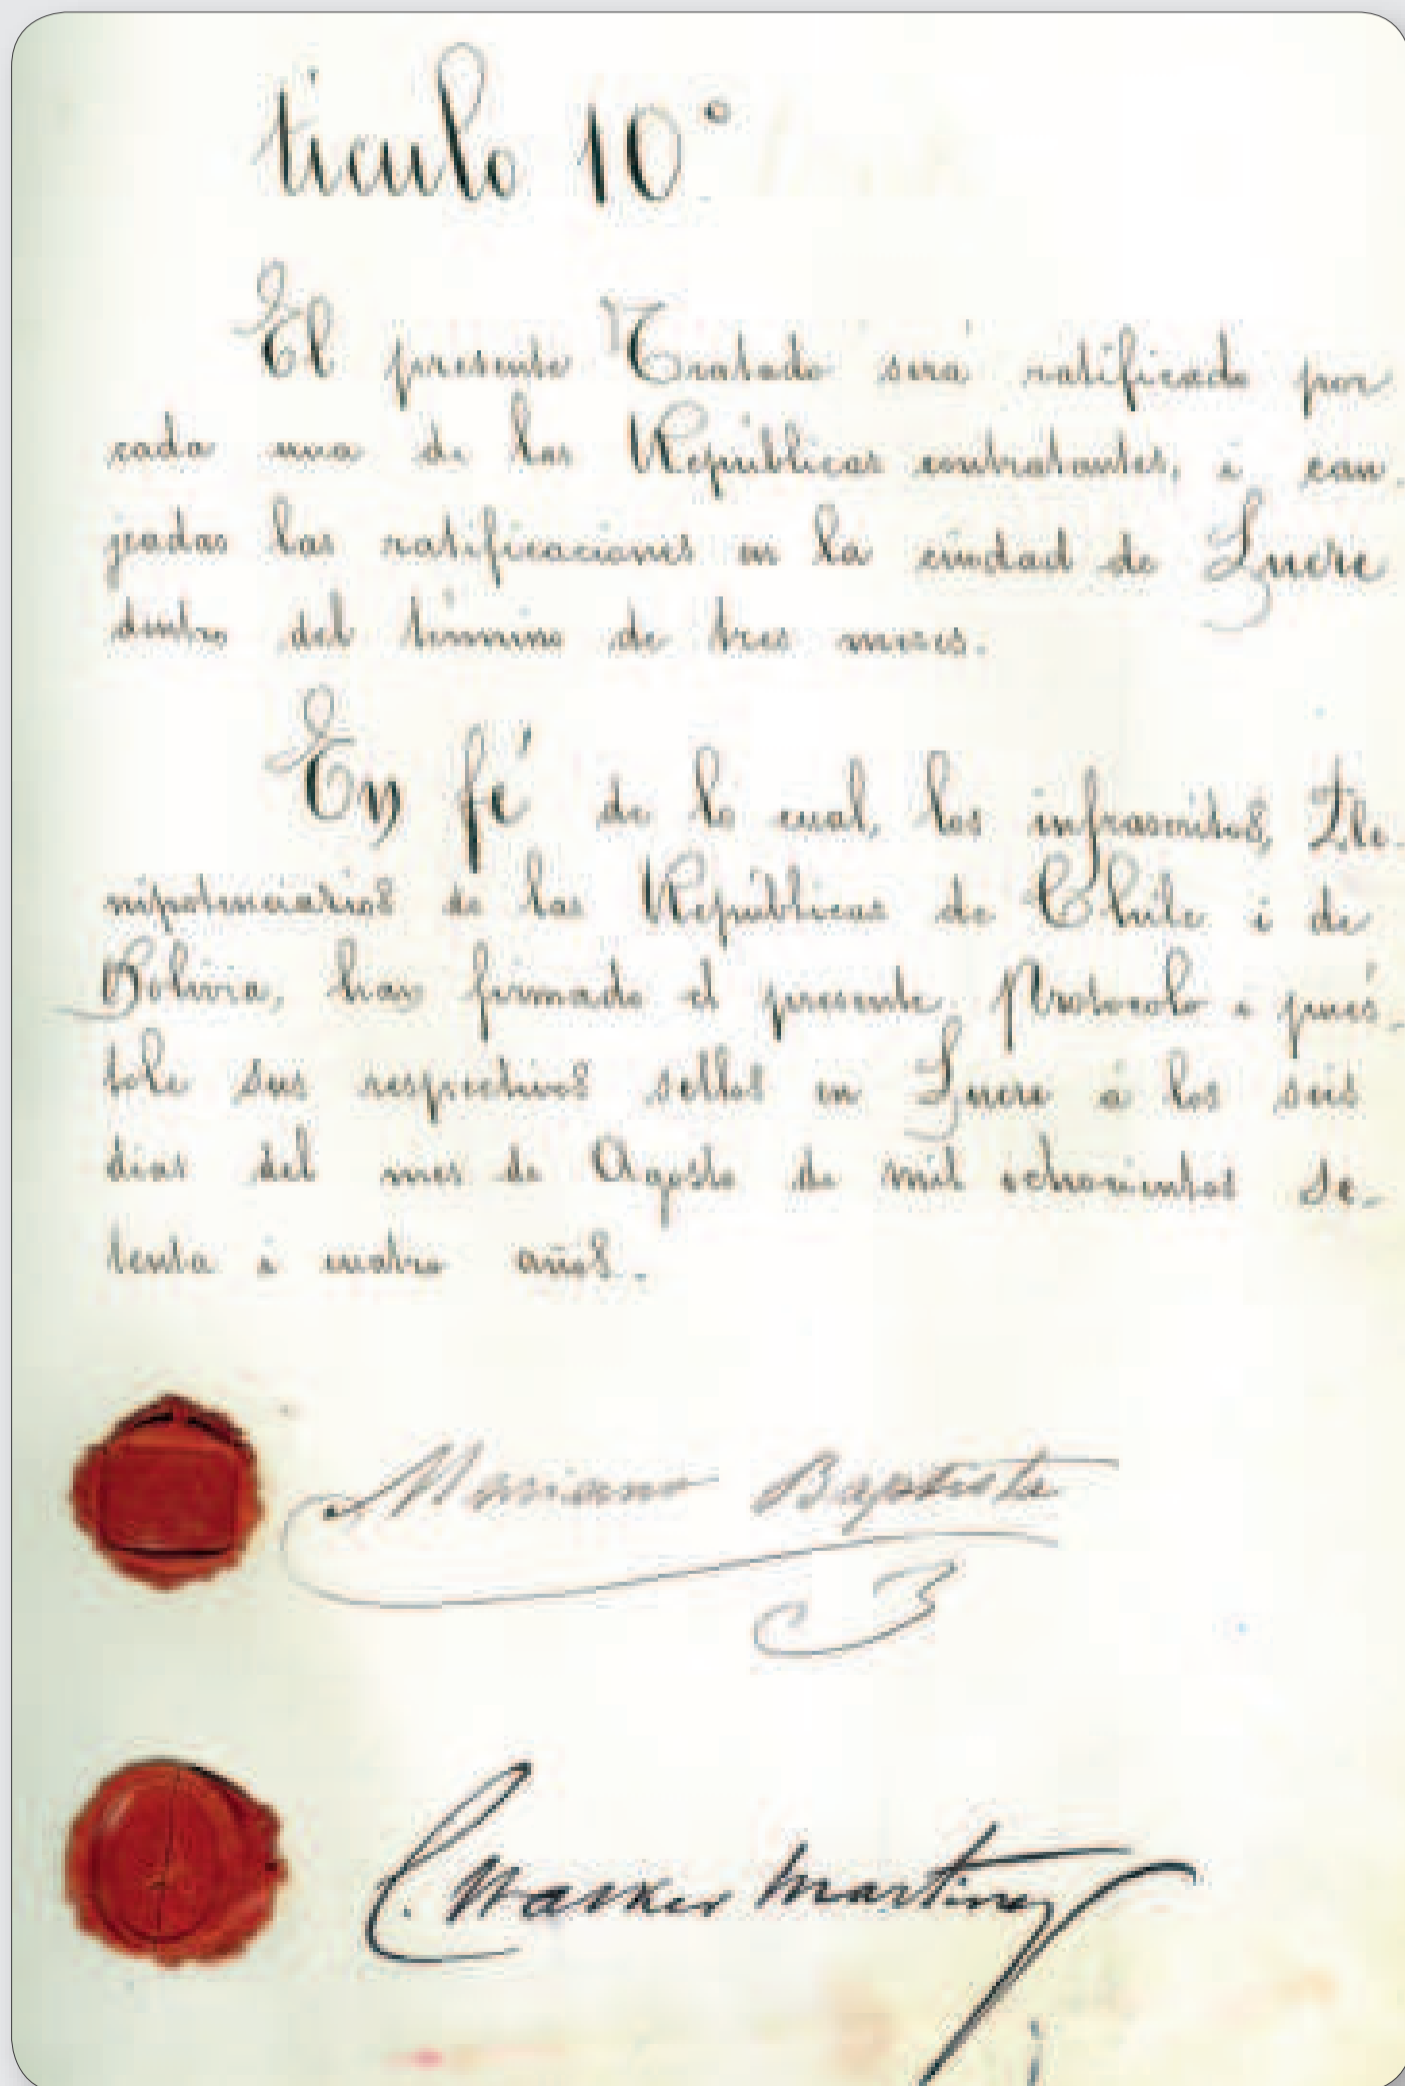 tículo 10°
El presente Tratado será ratificado por
cada una de las Repúblicas contratantes, i can-
jeadas las ratificaciones en la ciudad de Sucre
dentro del término de tres meses.
En fé de lo cual, los infrascritos, Ple-
nipotenciarios de las Repúblicas de Chile i de
Bolivia, han firmado el presente Protocolo i pués-
tole sus respectivos sellos en Sucre á los seis
dias del mes de Agosto de mil ochocientos se-
tenta i cuatro años.
Mariano Baptista
C. Walker Martinez